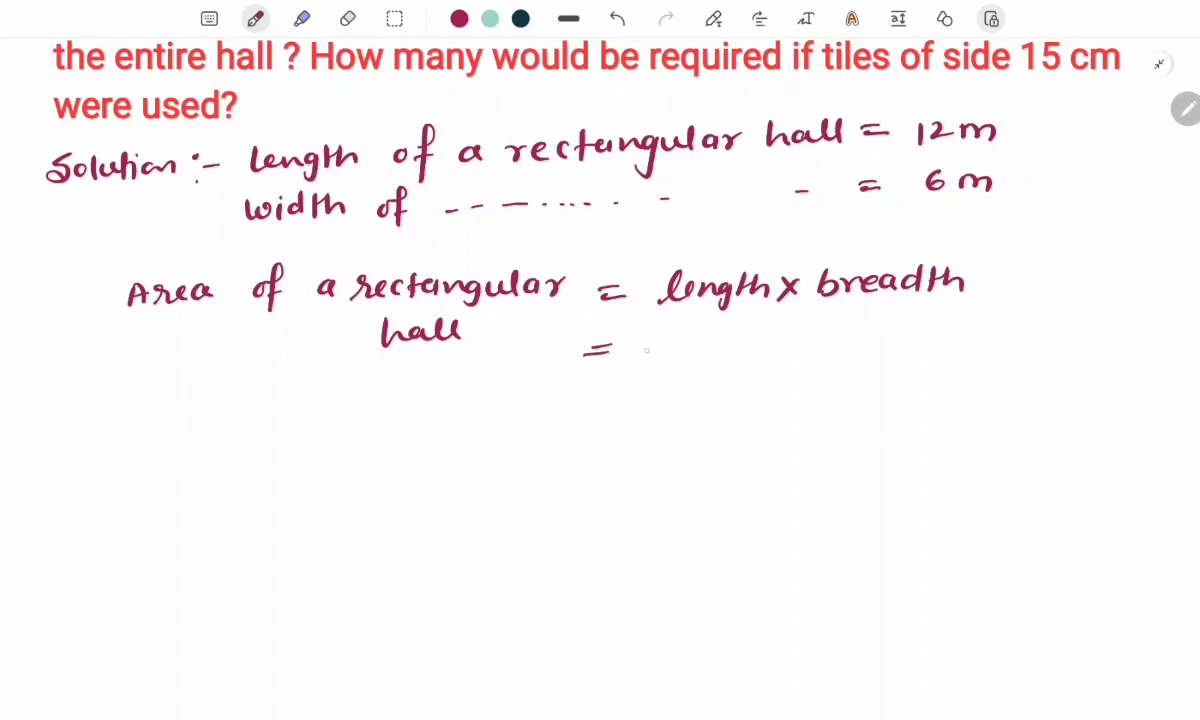 the entire hall ? How many would be required if tiles of side 15 cm
were used?
Solution :- length of a rectangular hall = 12m
width of -------..... - - = 6 m
Area of a rectangular = length x breadth
hall
=